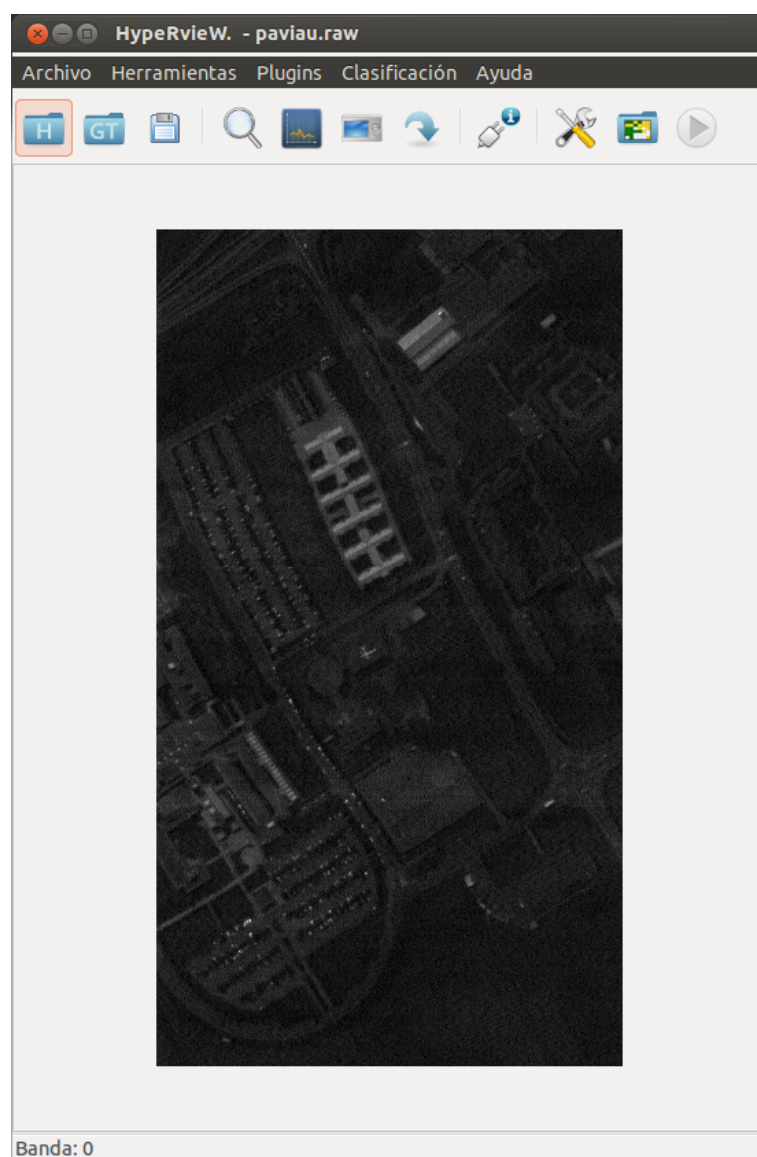 HypeRvieW. - paviau.raw
Archivo Herramientas Plugins Clasificación Ayuda
H GT
Banda: 0